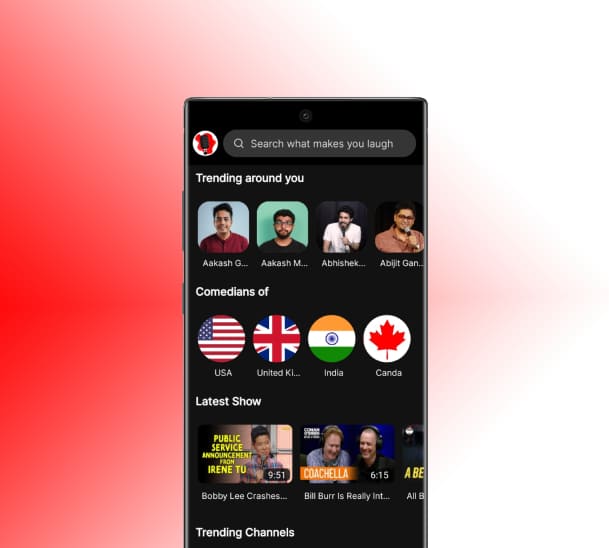 Search what makes you laugh
Trending around you
Aakash G...
Aakash M...
Abhishek...
Abijit Gan...
Comedians of
USA
United Ki...
India
Canda
Latest Show
PUBLIC
SERVICE
ANNOUNCEMENT
FROM
IRENE TU
9:51
CONAN
COACHELLA
6:15
A BE
Bobby Lee Crashes...
Bill Burr Is Really Int...
All B
Trending Channels